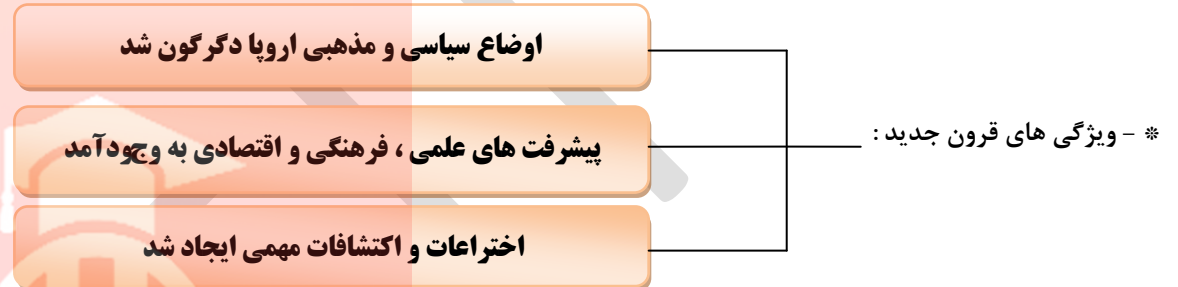 * - ویژگی های قرون جدید :
اوضاع سیاسی و مذهبی اروپا دگرگون شد
پیشرفت های علمی ، فرهنگی و اقتصادی به وجودآمد
اختراعات و اکتشافات مهمی ایجاد شد